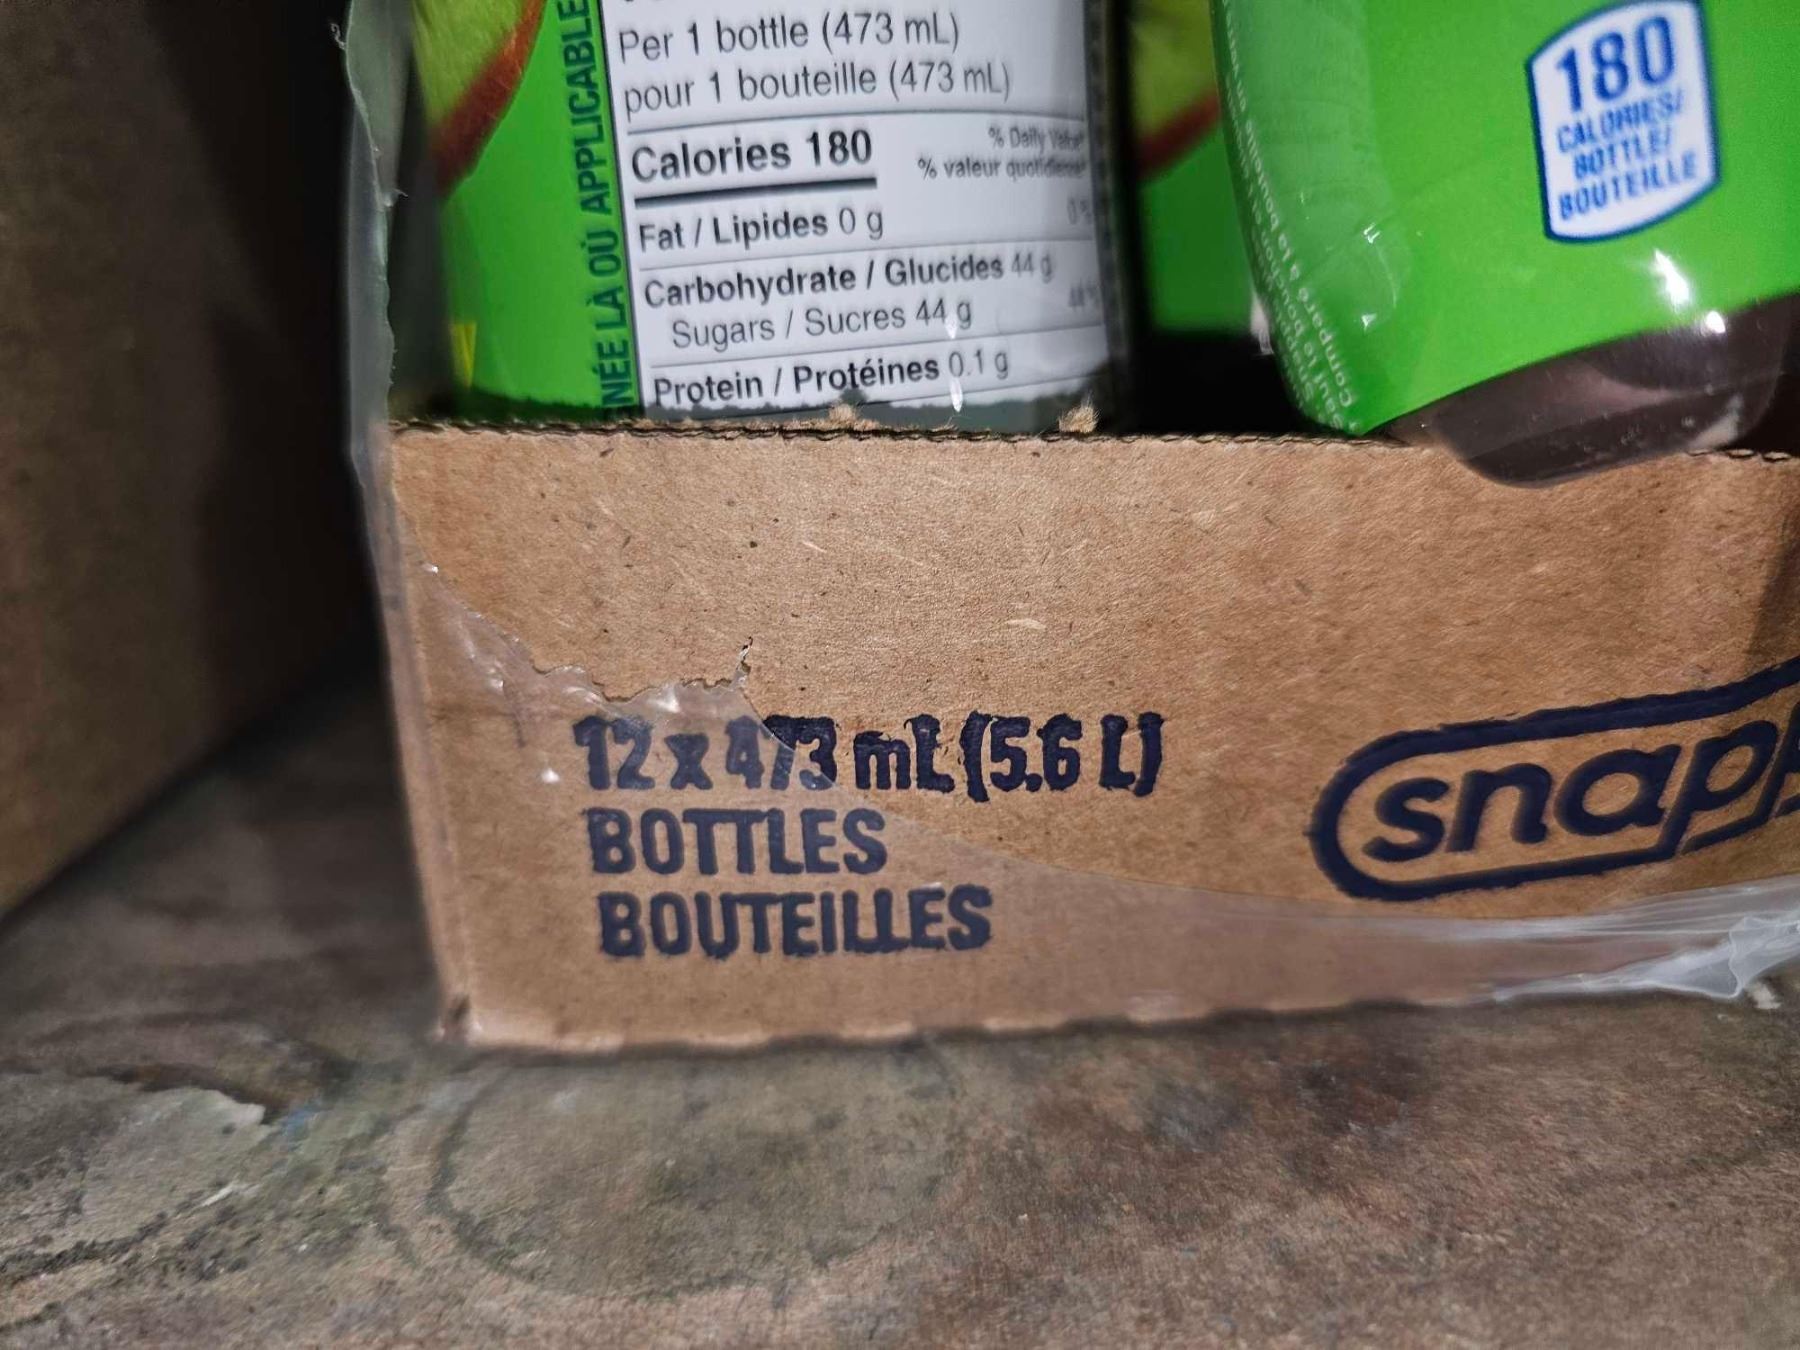 NÉE LÀ OÙ APPLICABLE
Per 1 bottle (473 mL)
pour 1 bouteille (473 mL)
Calories 180
% Daily Value*
% valeur quotidienne*
Fat / Lipides 0 g
Carbohydrate / Glucides 44 g
Sugars / Sucres 44 g
Protein / Protéines 0.1 g
180
CALORIES/
BOTTLE/
BOUTEILLE
12 x 473 mL (5.6 L)
BOTTLES
BOUTEILLES
snap